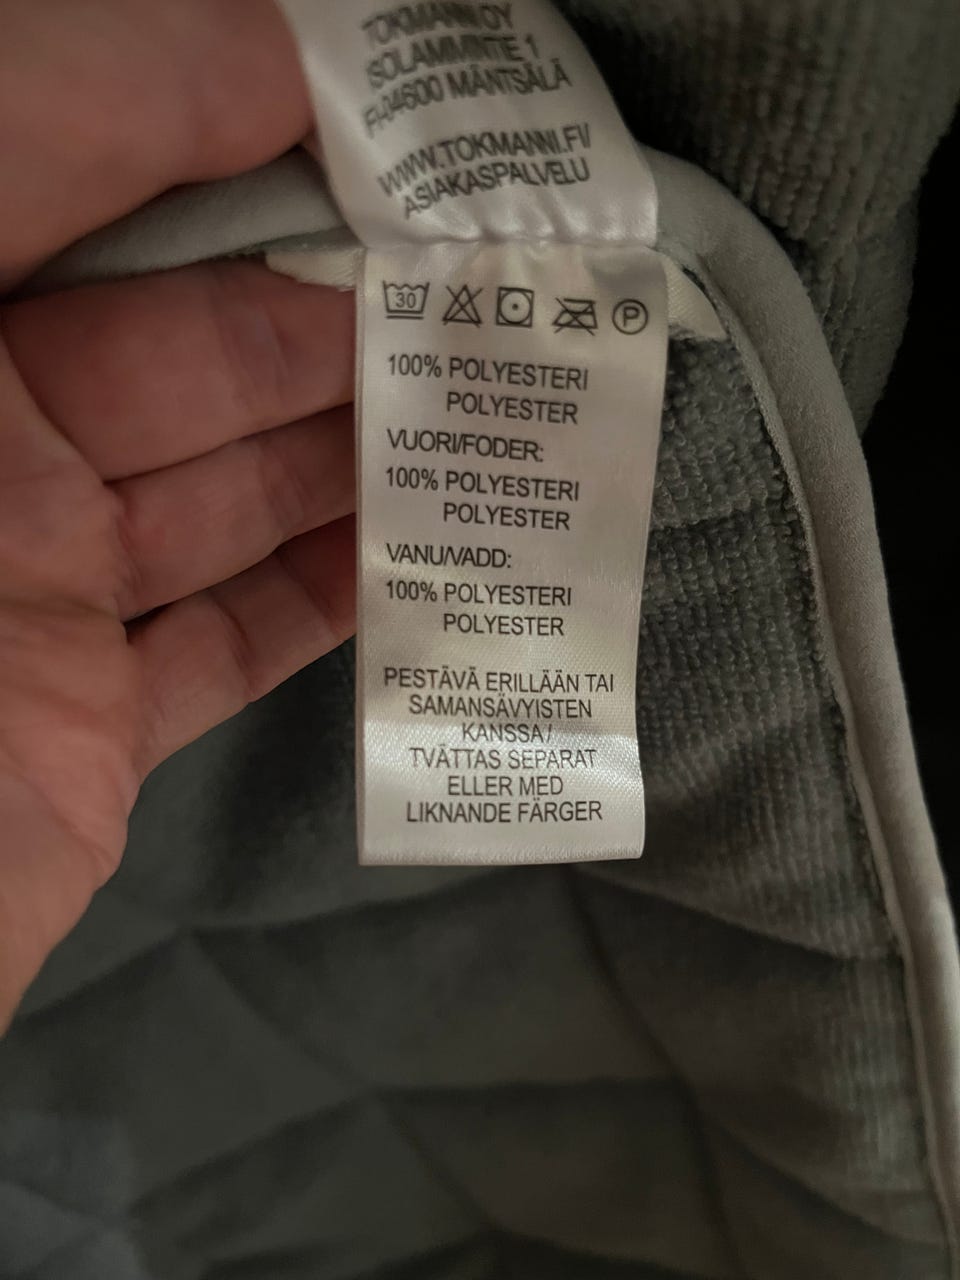 TOKMANNI OY
ISOLAMMINTIE 1
FI-04600 MÄNTSÄLÄ
WWW.TOKMANNI.FI/
ASIAKASPALVELU
30 P
100% POLYESTERI
POLYESTER
VUORI/FODER:
100% POLYESTERI
POLYESTER
VANU/VADD:
100% POLYESTERI
POLYESTER
PESTÄVÄ ERILLÄÄN TAI
SAMANSÄVYISTEN
KANSSA/
TVÄTTAS SEPARAT
ELLER MED
LIKNANDE FÄRGER